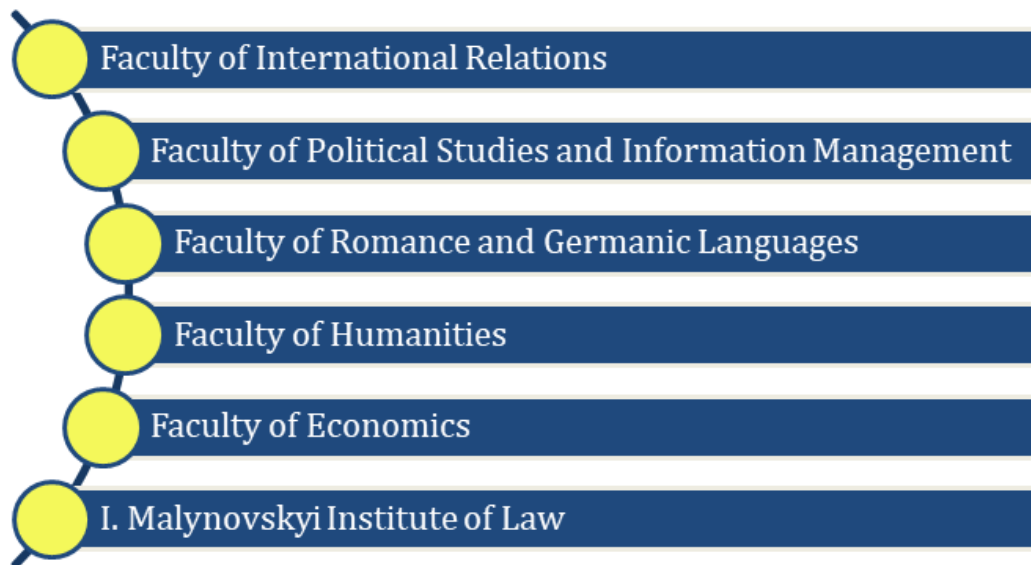 Faculty of International Relations
Faculty of Political Studies and Information Management
Faculty of Romance and Germanic Languages
Faculty of Humanities
Faculty of Economics
I. Malynovskyi Institute of Law